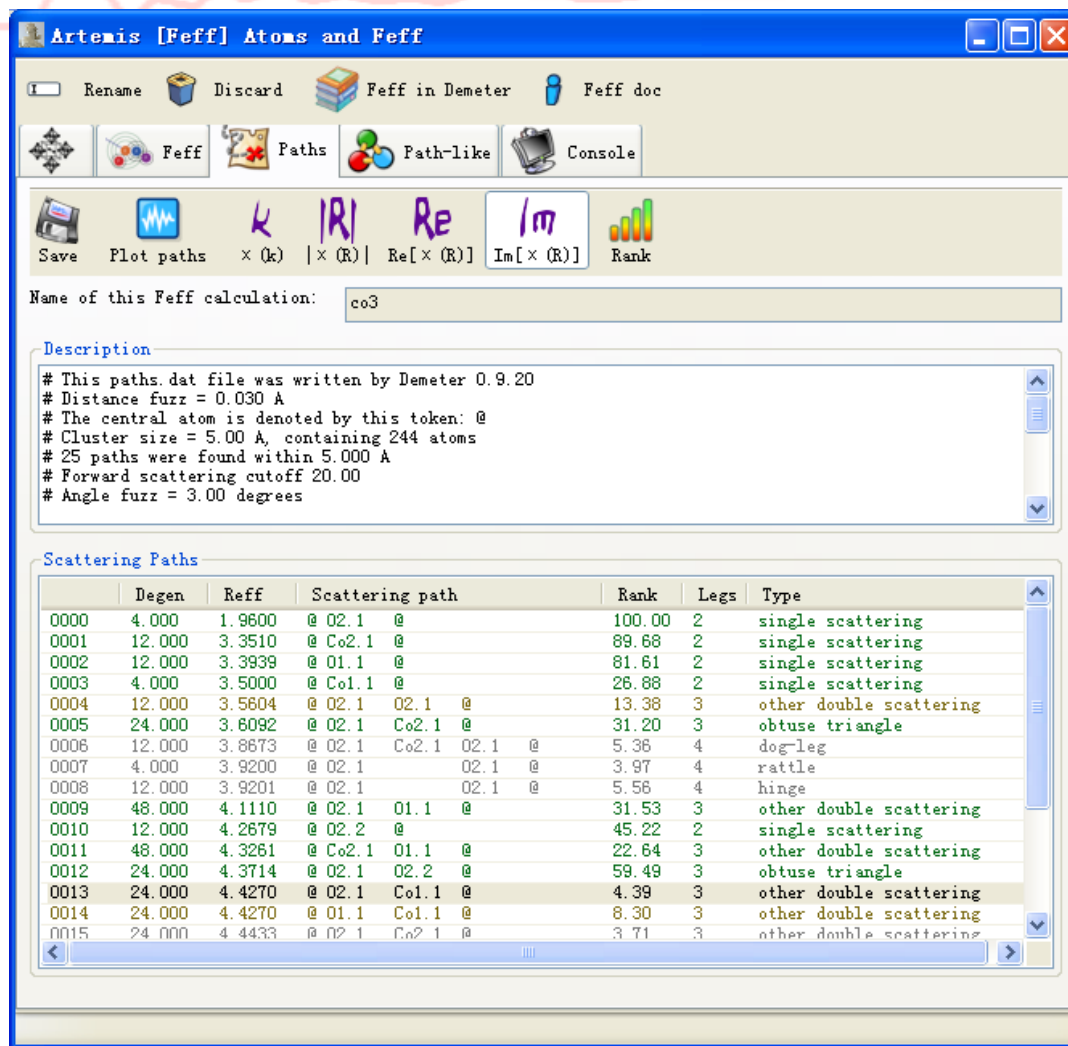 Artemis [Feff] Atoms and Feff
Rename Discard Feff in Demeter Feff doc
Feff Paths Path-like Console
k |R| Re Im
Save Plot paths χ(k) |χ(R)| Re[χ(R)] Im[χ(R)] Rank
Name of this Feff calculation: co3
Description
# This paths.dat file was written by Demeter 0.9.20
# Distance fuzz = 0.030 A
# The central atom is denoted by this token: @
# Cluster size = 5.00 A, containing 244 atoms
# 25 paths were found within 5.000 A
# Forward scattering cutoff 20.00
# Angle fuzz = 3.00 degrees
Scattering Paths
Degen Reff Scattering path Rank Legs Type
0000 4.000 1.9600 @ O2.1 @ 100.00 2 single scattering
0001 12.000 3.3510 @ Co2.1 @ 89.68 2 single scattering
0002 12.000 3.3939 @ O1.1 @ 81.61 2 single scattering
0003 4.000 3.5000 @ Co1.1 @ 26.88 2 single scattering
0004 12.000 3.5604 @ O2.1 O2.1 @ 13.38 3 other double scattering
0005 24.000 3.6092 @ O2.1 Co2.1 @ 31.20 3 obtuse triangle
0006 12.000 3.8673 @ O2.1 Co2.1 O2.1 @ 5.36 4 dog-leg
0007 4.000 3.9200 @ O2.1 O2.1 @ 3.97 4 rattle
0008 12.000 3.9201 @ O2.1 O2.1 @ 5.56 4 hinge
0009 48.000 4.1110 @ O2.1 O1.1 @ 31.53 3 other double scattering
0010 12.000 4.2679 @ O2.2 @ 45.22 2 single scattering
0011 48.000 4.3261 @ Co2.1 O1.1 @ 22.64 3 other double scattering
0012 24.000 4.3714 @ O2.1 O2.2 @ 59.49 3 obtuse triangle
0013 24.000 4.4270 @ O2.1 Co1.1 @ 4.39 3 other double scattering
0014 24.000 4.4270 @ O1.1 Co1.1 @ 8.30 3 other double scattering
0015 24.000 4.4433 @ O2.1 Co2.1 @ 3.71 3 other double scattering